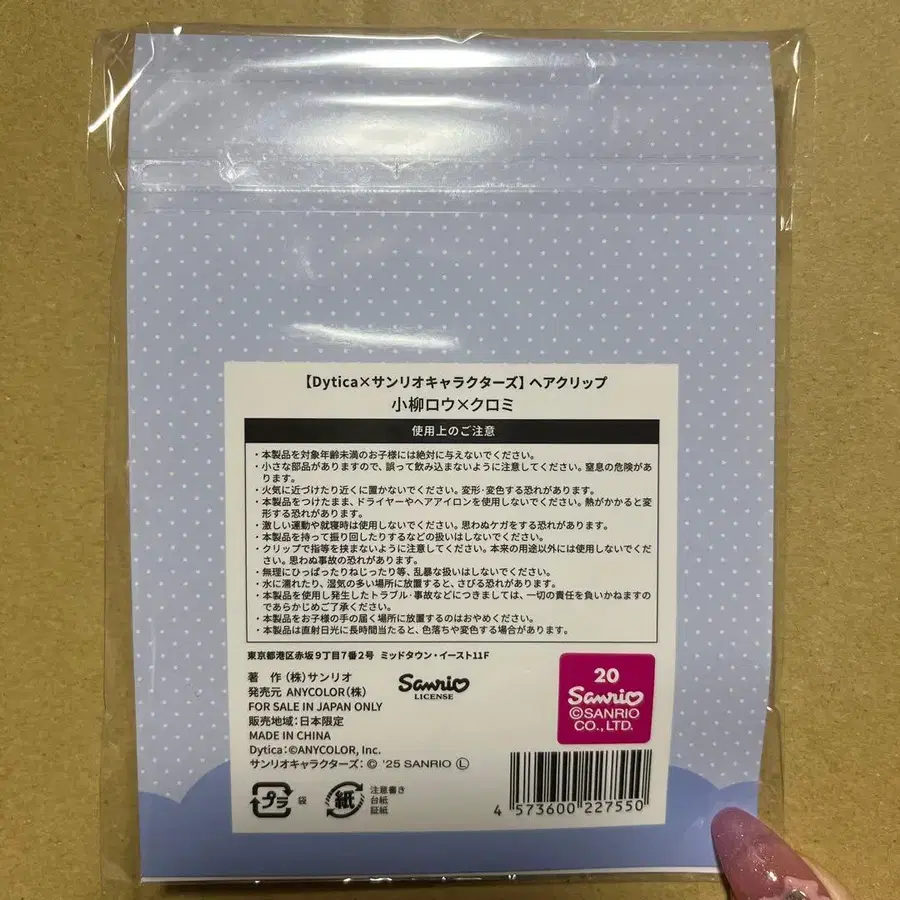 【Dytica×サンリオキャラクターズ】ヘアクリップ
小柳ロウ×クロミ
使用上のご注意
・本製品を対象年齢未満のお子様には絶対に与えないでください。
・小さな部品がありますので、誤って飲み込まないように注意してください。窒息の危険があ
ります。
・火気に近づけたり近くに置かないでください。変形・変色する恐れがあります。
・本製品をつけたまま、ドライヤーやヘアアイロンを使用しないでください。熱がかかると変
形する恐れがあります。
・激しい運動や就寝時は使用しないでください。思わぬケガをする恐れがあります。
・本製品を持って振り回したりするなどの扱いはしないでください。
・クリップで指等を挟まないように注意してください。本来の用途以外には使用しないでくだ
さい。思わぬ事故の恐れがあります。
・無理にひっぱったりねじったり等、乱暴な扱いはしないでください。
・水に濡れたり、湿気の多い場所に放置すると、さびる恐れがあります。
・本製品を使用し発生したトラブル・事故などにつきましては、一切の責任を負いかねますの
であらかじめご了承ください。
・本製品をお子様の手の届く場所に放置するのはおやめください。
・本製品は直射日光に長時間当たると、色落ちや変色する場合があります。
東京都港区赤坂9丁目7番2号 ミッドタウン・イースト11F
著 作 (株)サンリオ
発売元 ANYCOLOR(株)
FOR SALE IN JAPAN ONLY
販売地域:日本限定
MADE IN CHINA
Dytica:©ANYCOLOR, Inc.
サンリオキャラクターズ: © '25 SANRIO Ⓛ
Sanrio
LICENSE
20
Sanrio
©SANRIO
CO., LTD.
プラ 袋
紙 注意書き
台紙
証紙
4 573600 227550